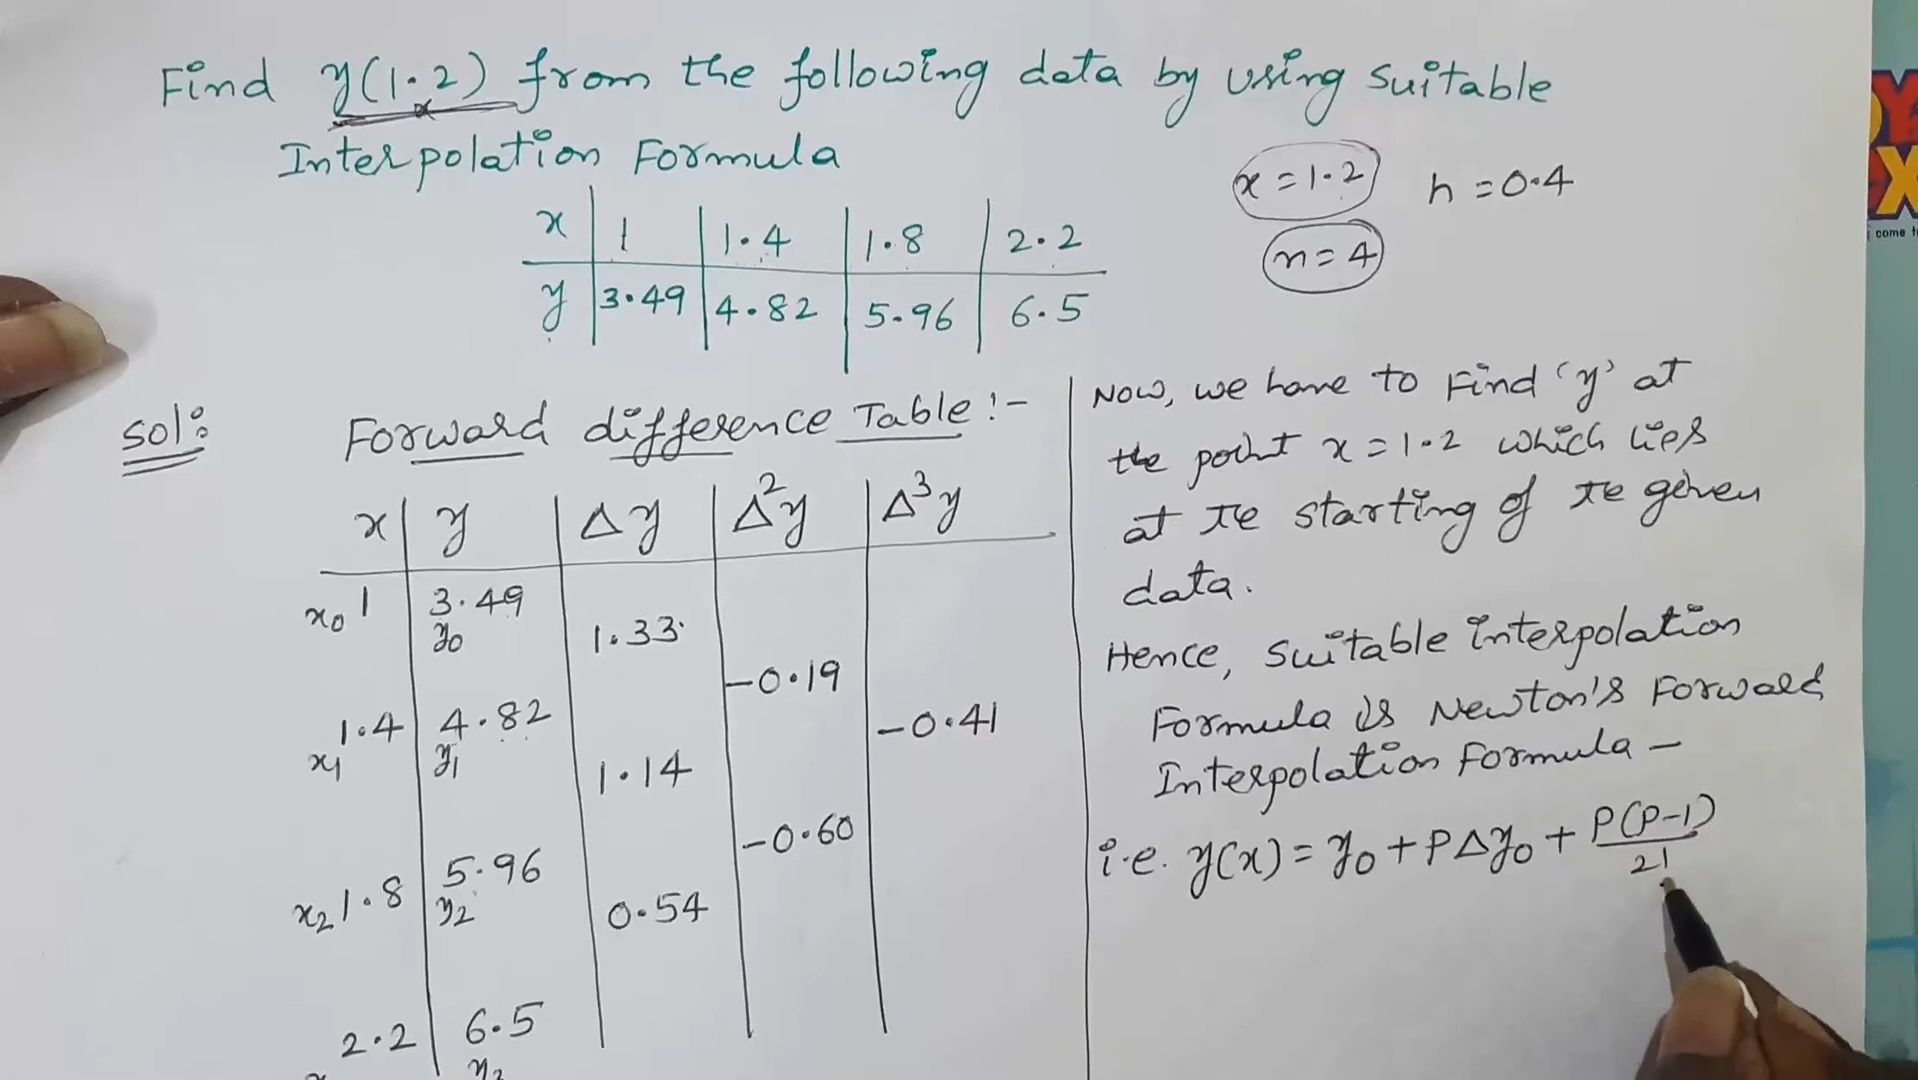 Find y(1.2) from the following data by using suitable
Interpolation Formula
x = 1.2 h = 0.4
n = 4
x | 1 | 1.4 | 1.8 | 2.2
y | 3.49 | 4.82 | 5.96 | 6.5
Sol:
Forward difference Table :-
x | y | Δy | Δ²y | Δ³y
x₀ 1 3.49
y₀
1.33
-0.19
x₁ 1.4 4.82
y₁
-0.41
1.14
-0.60
x₂ 1.8 5.96
y₂
0.54
2.2 6.5
Now, we have to Find 'y' at
the point x = 1.2 which lies
at the starting of the given
data.
Hence, suitable interpolation
Formula is Newton's Forward
Interpolation Formula –
i.e. y(x) = y₀ + PΔy₀ + P(P-1)
2!
come